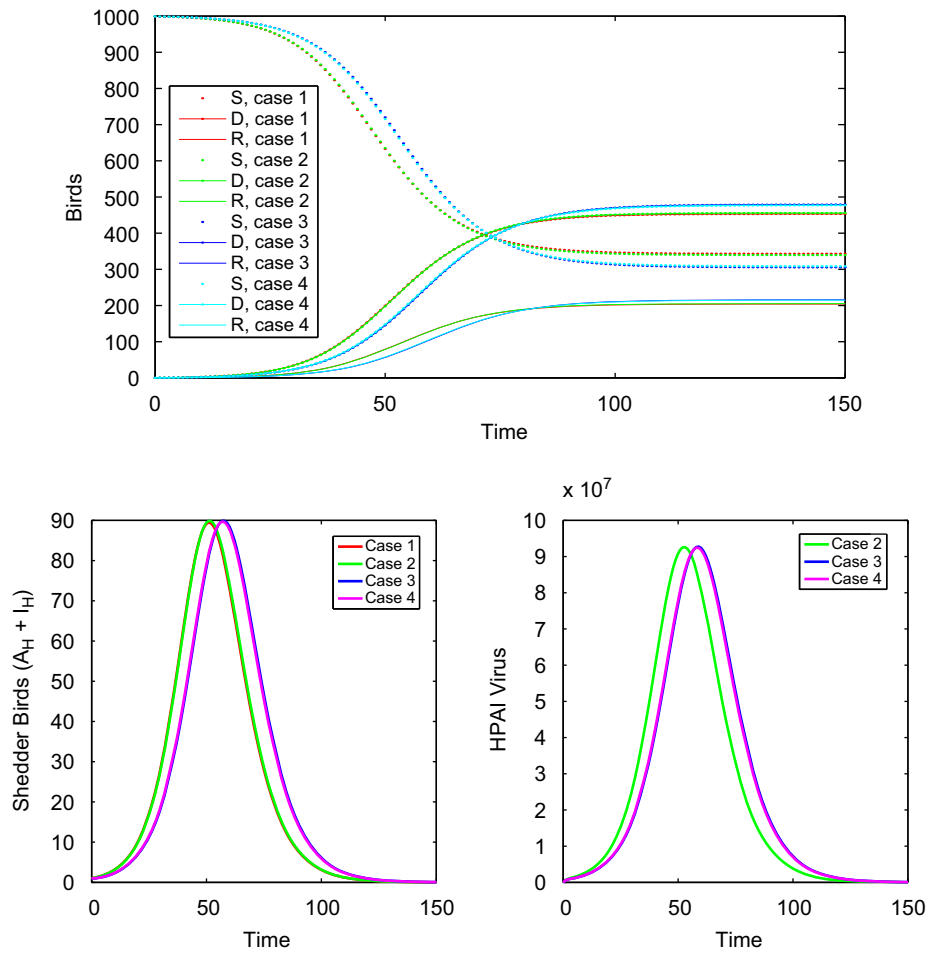 1000
900
800
700
600
500
400
300
200
100
0
Birds
S, case 1
D, case 1
R, case 1
S, case 2
D, case 2
R, case 2
S, case 3
D, case 3
R, case 3
S, case 4
D, case 4
R, case 4
0 50 100 150
Time
90
80
70
60
50
40
30
20
10
0
Shedder Birds (A_H + I_H)
Case 1
Case 2
Case 3
Case 4
0 50 100 150
Time
x 10^7
10
9
8
7
6
5
4
3
2
1
0
HPAI Virus
Case 2
Case 3
Case 4
0 50 100 150
Time